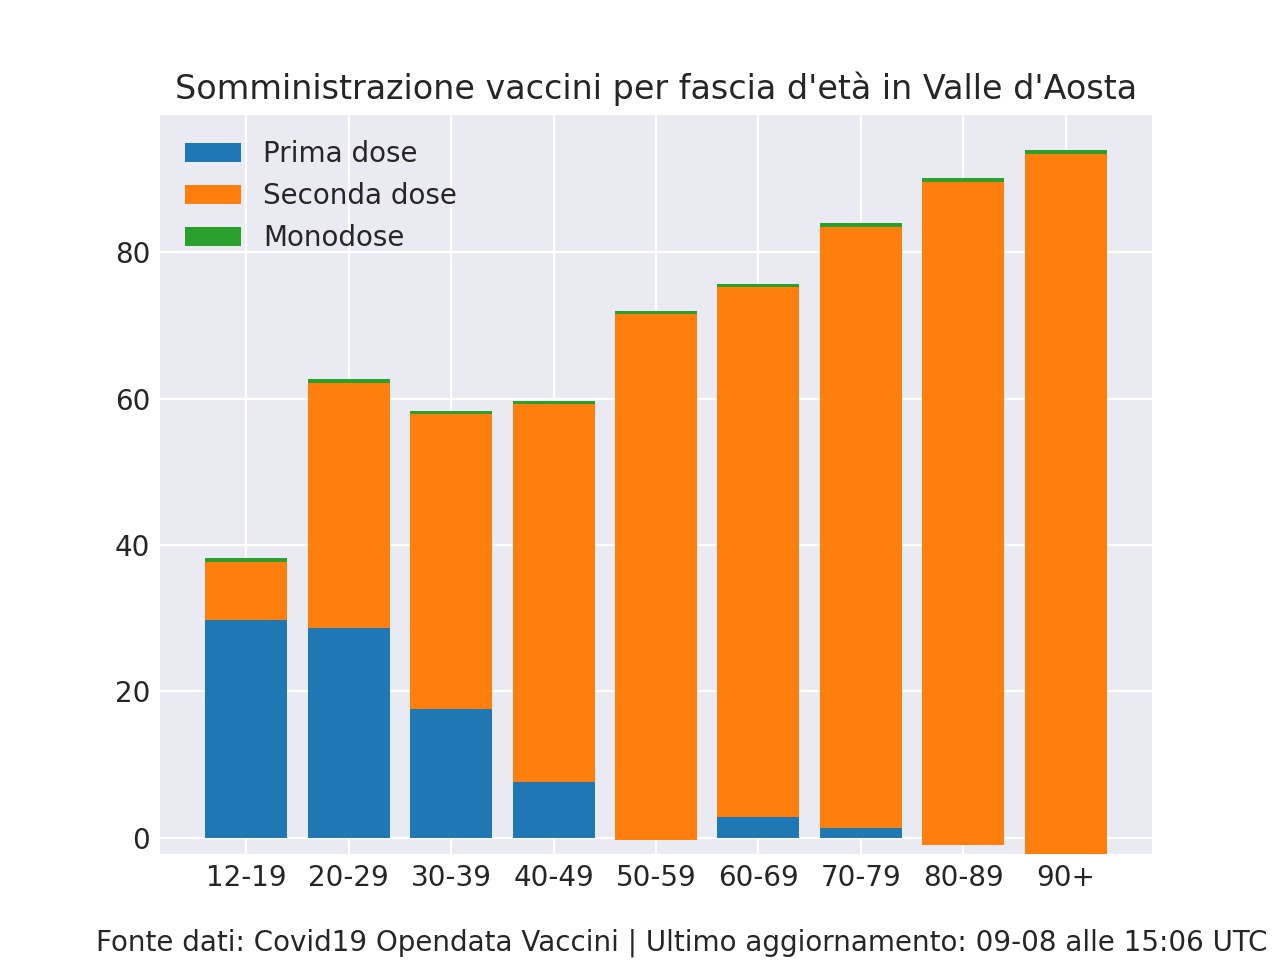 Somministrazione vaccini per fascia d'età in Valle d'Aosta
Prima dose
Seconda dose
Monodose
80
60
40
20
0
12-19 20-29 30-39 40-49 50-59 60-69 70-79 80-89 90+
Fonte dati: Covid19 Opendata Vaccini | Ultimo aggiornamento: 09-08 alle 15:06 UTC